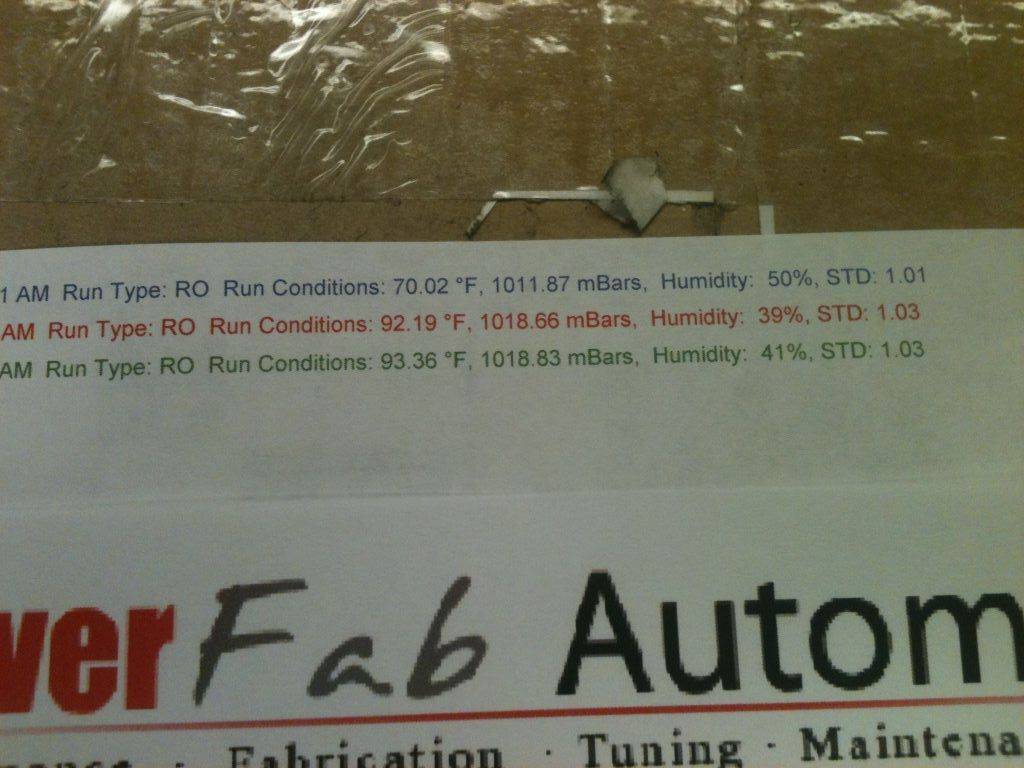 1 AM Run Type: RO Run Conditions: 70.02 °F, 1011.87 mBars, Humidity: 50%, STD: 1.01
AM Run Type: RO Run Conditions: 92.19 °F, 1018.66 mBars, Humidity: 39%, STD: 1.03
AM Run Type: RO Run Conditions: 93.36 °F, 1018.83 mBars, Humidity: 41%, STD: 1.03
wer Fab Autom
mance · Fabrication · Tuning · Maintena